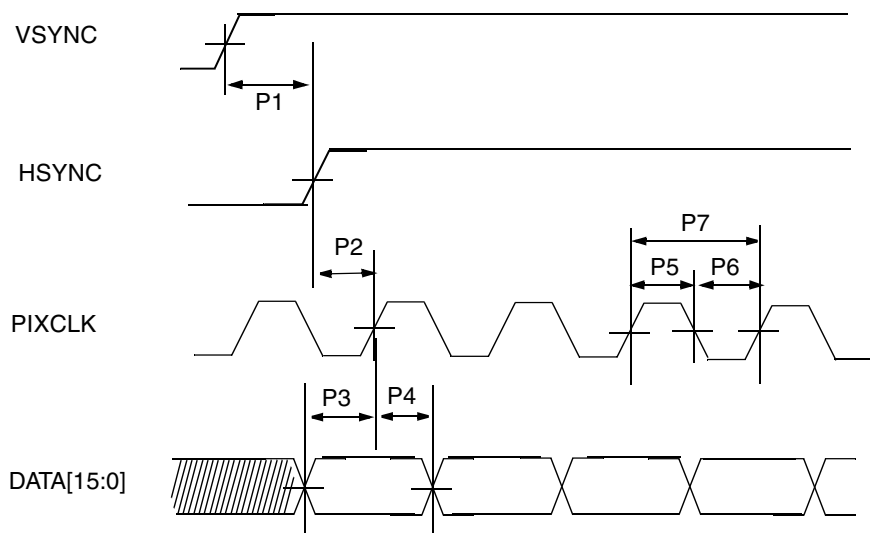 VSYNC
P1
HSYNC
P7
P2
P5 P6
PIXCLK
P3 P4
DATA[15:0]